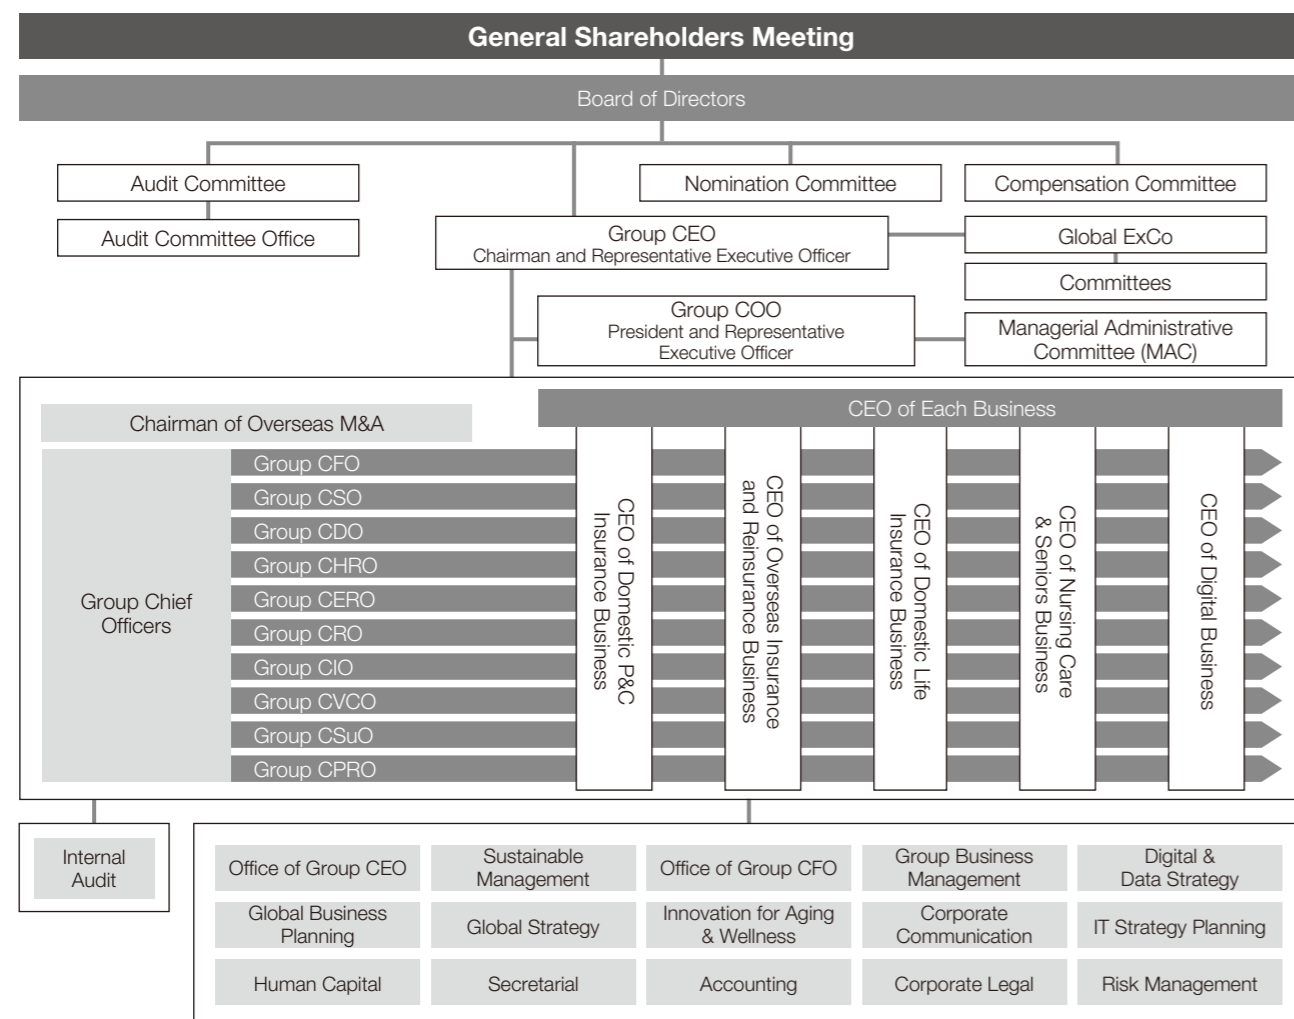 General Shareholders Meeting
Board of Directors
Audit Committee
Nomination Committee
Compensation Committee
Audit Committee Office
Group CEO
Chairman and Representative Executive Officer
Global ExCo
Committees
Group COO
President and Representative
Executive Officer
Managerial Administrative
Committee (MAC)
Chairman of Overseas M&A
CEO of Each Business
Group Chief
Officers
Group CFO
Group CSO
Group CDO
Group CHRO
Group CERO
Group CRO
Group CIO
Group CVCO
Group CSuO
Group CPRO
CEO of Domestic P&C
Insurance Business
CEO of Overseas Insurance
and Reinsurance Business
CEO of Domestic Life
Insurance Business
CEO of Nursing Care
& Seniors Business
CEO of Digital Business
Internal
Audit
Office of Group CEO
Sustainable
Management
Office of Group CFO
Group Business
Management
Digital &
Data Strategy
Global Business
Planning
Global Strategy
Innovation for Aging
& Wellness
Corporate
Communication
IT Strategy Planning
Human Capital
Secretarial
Accounting
Corporate Legal
Risk Management